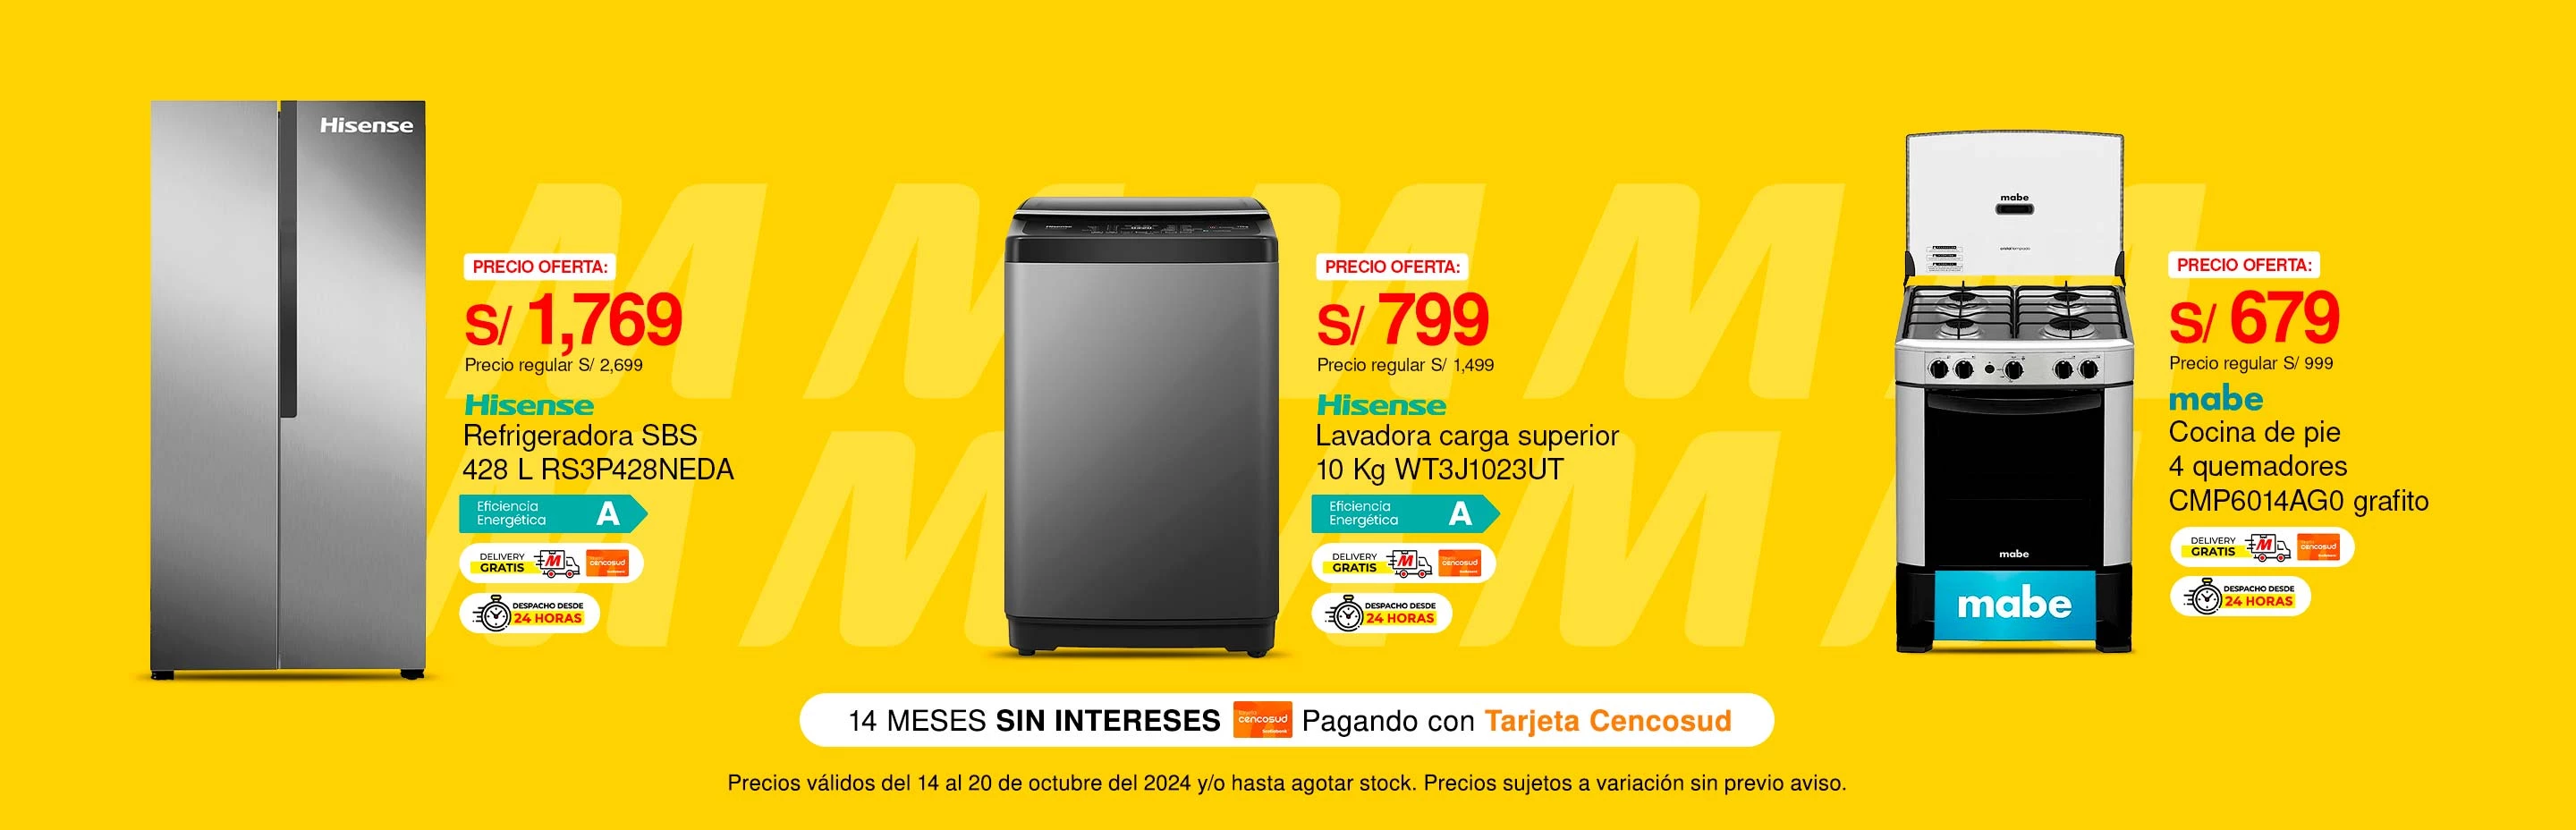 Hisense
PRECIO OFERTA:
S/ 1,769
Precio regular S/ 2,699
Hisense
Refrigeradora SBS
428 L RS3P428NEDA
Eficiencia
Energética
A
DELIVERY
GRATIS
M
cencosud
DESPACHO DESDE
24 HORAS
Hisense
PRECIO OFERTA:
S/ 799
Precio regular S/ 1,499
Hisense
Lavadora carga superior
10 Kg WT3J1023UT
Eficiencia
Energética
A
DELIVERY
GRATIS
M
cencosud
DESPACHO DESDE
24 HORAS
mabe
mabe
mabe
PRECIO OFERTA:
S/ 679
Precio regular S/ 999
mabe
Cocina de pie
4 quemadores
CMP6014AG0 grafito
DELIVERY
GRATIS
M
cencosud
DESPACHO DESDE
24 HORAS
M M M M M
M M M M
14 MESES SIN INTERESES cencosud Pagando con Tarjeta Cencosud
Precios válidos del 14 al 20 de octubre del 2024 y/o hasta agotar stock. Precios sujetos a variación sin previo aviso.